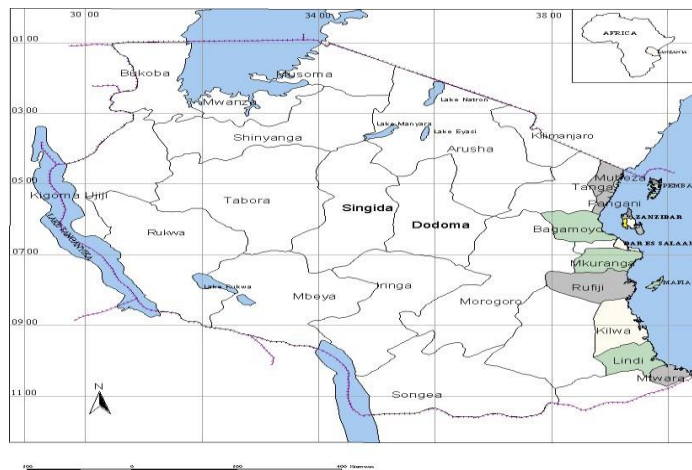 30 00
34 00
38 00
AFRICA
TANZANIA
01 00
Bukoba
Musoma
Mwanza
Lake Natron
03 00
Lake Manyara
Shinyanga
Lake Eyasi
Kilimanjaro
Arusha
Muheza
05 00
Kigoma Ujiji
Tanga
PEMBA
Tabora
Singida
Pangani
Dodoma
ZANZIBAR
Rukwa
Bagamoyo
LAKE TANGANYIKA
DAR ES SALAAM
07 00
Mkuranga
Lake Rukwa
Iringa
Rufiji
MAFIA
Mbeya
Morogoro
09 00
Kilwa
Lindi
11 00
N
Songea
Mtwara